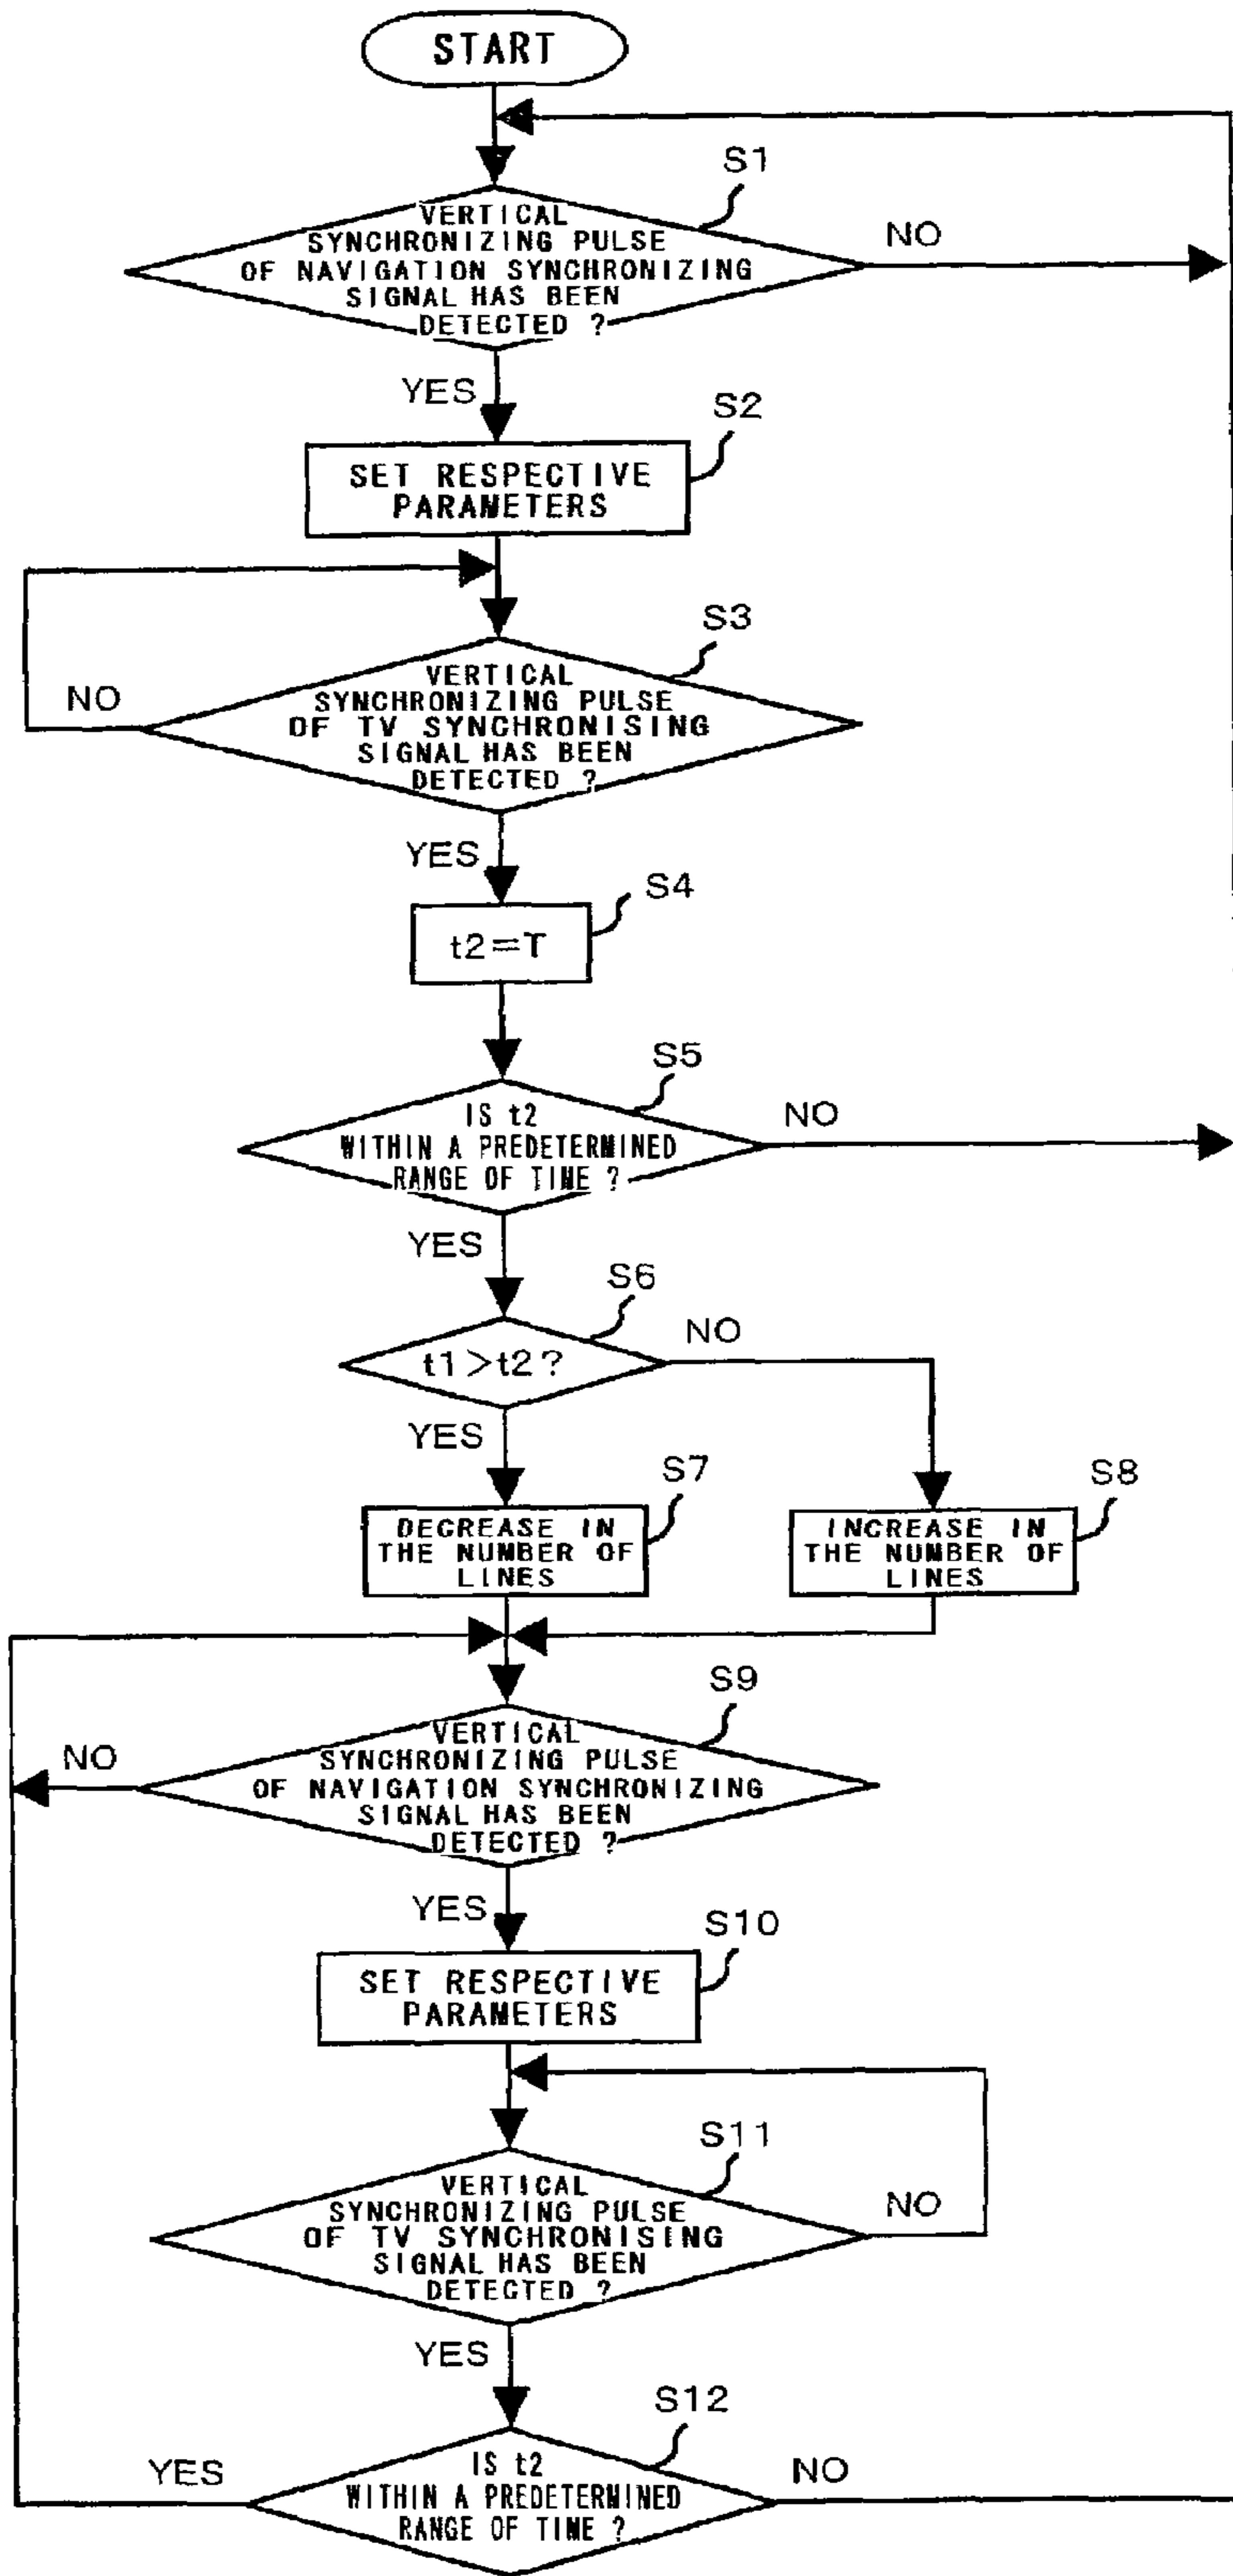 START
S1
VERTICAL
SYNCHRONIZING PULSE
OF NAVIGATION SYNCHRONIZING
SIGNAL HAS BEEN
DETECTED ?
NO
YES
S2
SET RESPECTIVE
PARAMETERS
S3
VERTICAL
SYNCHRONIZING PULSE
OF TV SYNCHRONISING
SIGNAL HAS BEEN
DETECTED ?
NO
YES
S4
t2=T
S5
IS t2
WITHIN A PREDETERMINED
RANGE OF TIME ?
NO
YES
S6
t1>t2?
NO
YES
S7
DECREASE IN
THE NUMBER OF
LINES
S8
INCREASE IN
THE NUMBER OF
LINES
S9
VERTICAL
SYNCHRONIZING PULSE
OF NAVIGATION SYNCHRONIZING
SIGNAL HAS BEEN
DETECTED ?
NO
YES
S10
SET RESPECTIVE
PARAMETERS
S11
VERTICAL
SYNCHRONIZING PULSE
OF TV SYNCHRONISING
SIGNAL HAS BEEN
DETECTED ?
NO
YES
S12
IS t2
WITHIN A PREDETERMINED
RANGE OF TIME ?
YES
NO